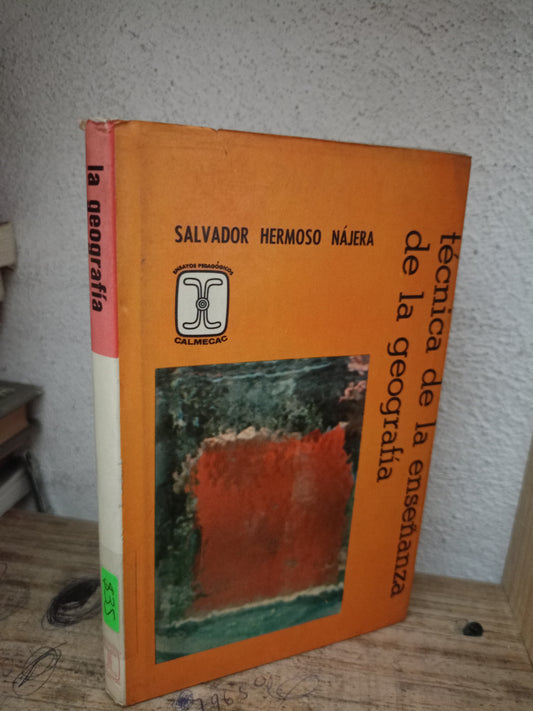 la geografía
SALVADOR HERMOSO NÁJERA
ENSAYOS PEDAGÓGICOS
CALMECAC
técnica de la enseñanza
de la geografía